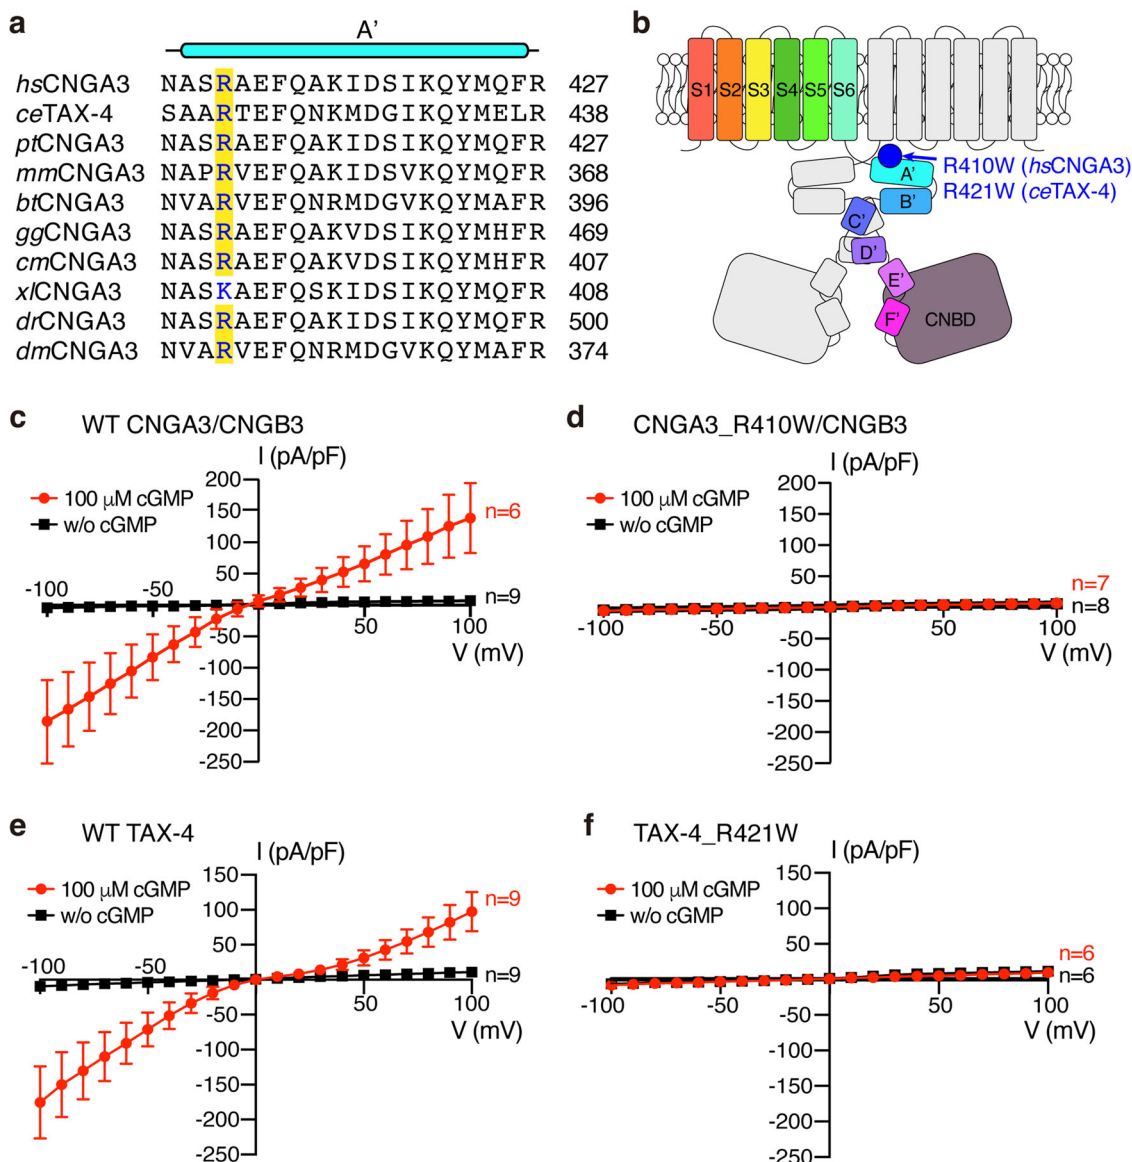 a
A'
hsCNGA3 NASRAEFQAKIDSIKQYMQFR 427
ceTAX-4 SAARTEFQNKMDGIKQYMELR 438
ptCNGA3 NASRAEFQAKIDSIKQYMQFR 427
mmCNGA3 NAPRVEFQAKIDSVKQYMQFR 368
btCNGA3 NVARVEFQNKMDSIKQYMQFR 396
ggCNGA3 NASRAEFQAKVDSIKQYMHFR 469
cmCNGA3 NASRAEFQAKVDSIKQYMHFR 407
xlCNGA3 NASKAEFQSKIDSIKQYMQFR 408
drCNGA3 NASRAEFQAKIDSIKQYMQFR 500
dmCNGA3 NVARVEFQNRMDGVKQYMAFR 374
b
S1 S2 S3 S4 S5 S6
A'
R410W (hsCNGA3)
R421W (ceTAX-4)
B'
C'
D'
E'
F'
CNBD
c WT CNGA3/CNGB3
I (pA/pF)
100 μM cGMP
w/o cGMP
200
150
100
50
-50
-100
-150
-200
-250
-100 -50 50 100
V (mV)
n=6
n=9
d CNGA3_R410W/CNGB3
I (pA/pF)
100 μM cGMP
w/o cGMP
200
150
100
50
-50
-100
-150
-200
-250
-100 -50 50 100
V (mV)
n=7
n=8
e WT TAX-4
I (pA/pF)
100 μM cGMP
w/o cGMP
150
100
50
-50
-100
-150
-200
-250
-100 -50 50 100
V (mV)
n=9
n=9
f TAX-4_R421W
I (pA/pF)
100 μM cGMP
w/o cGMP
150
100
50
-50
-100
-150
-200
-250
-100 -50 50 100
V (mV)
n=6
n=6